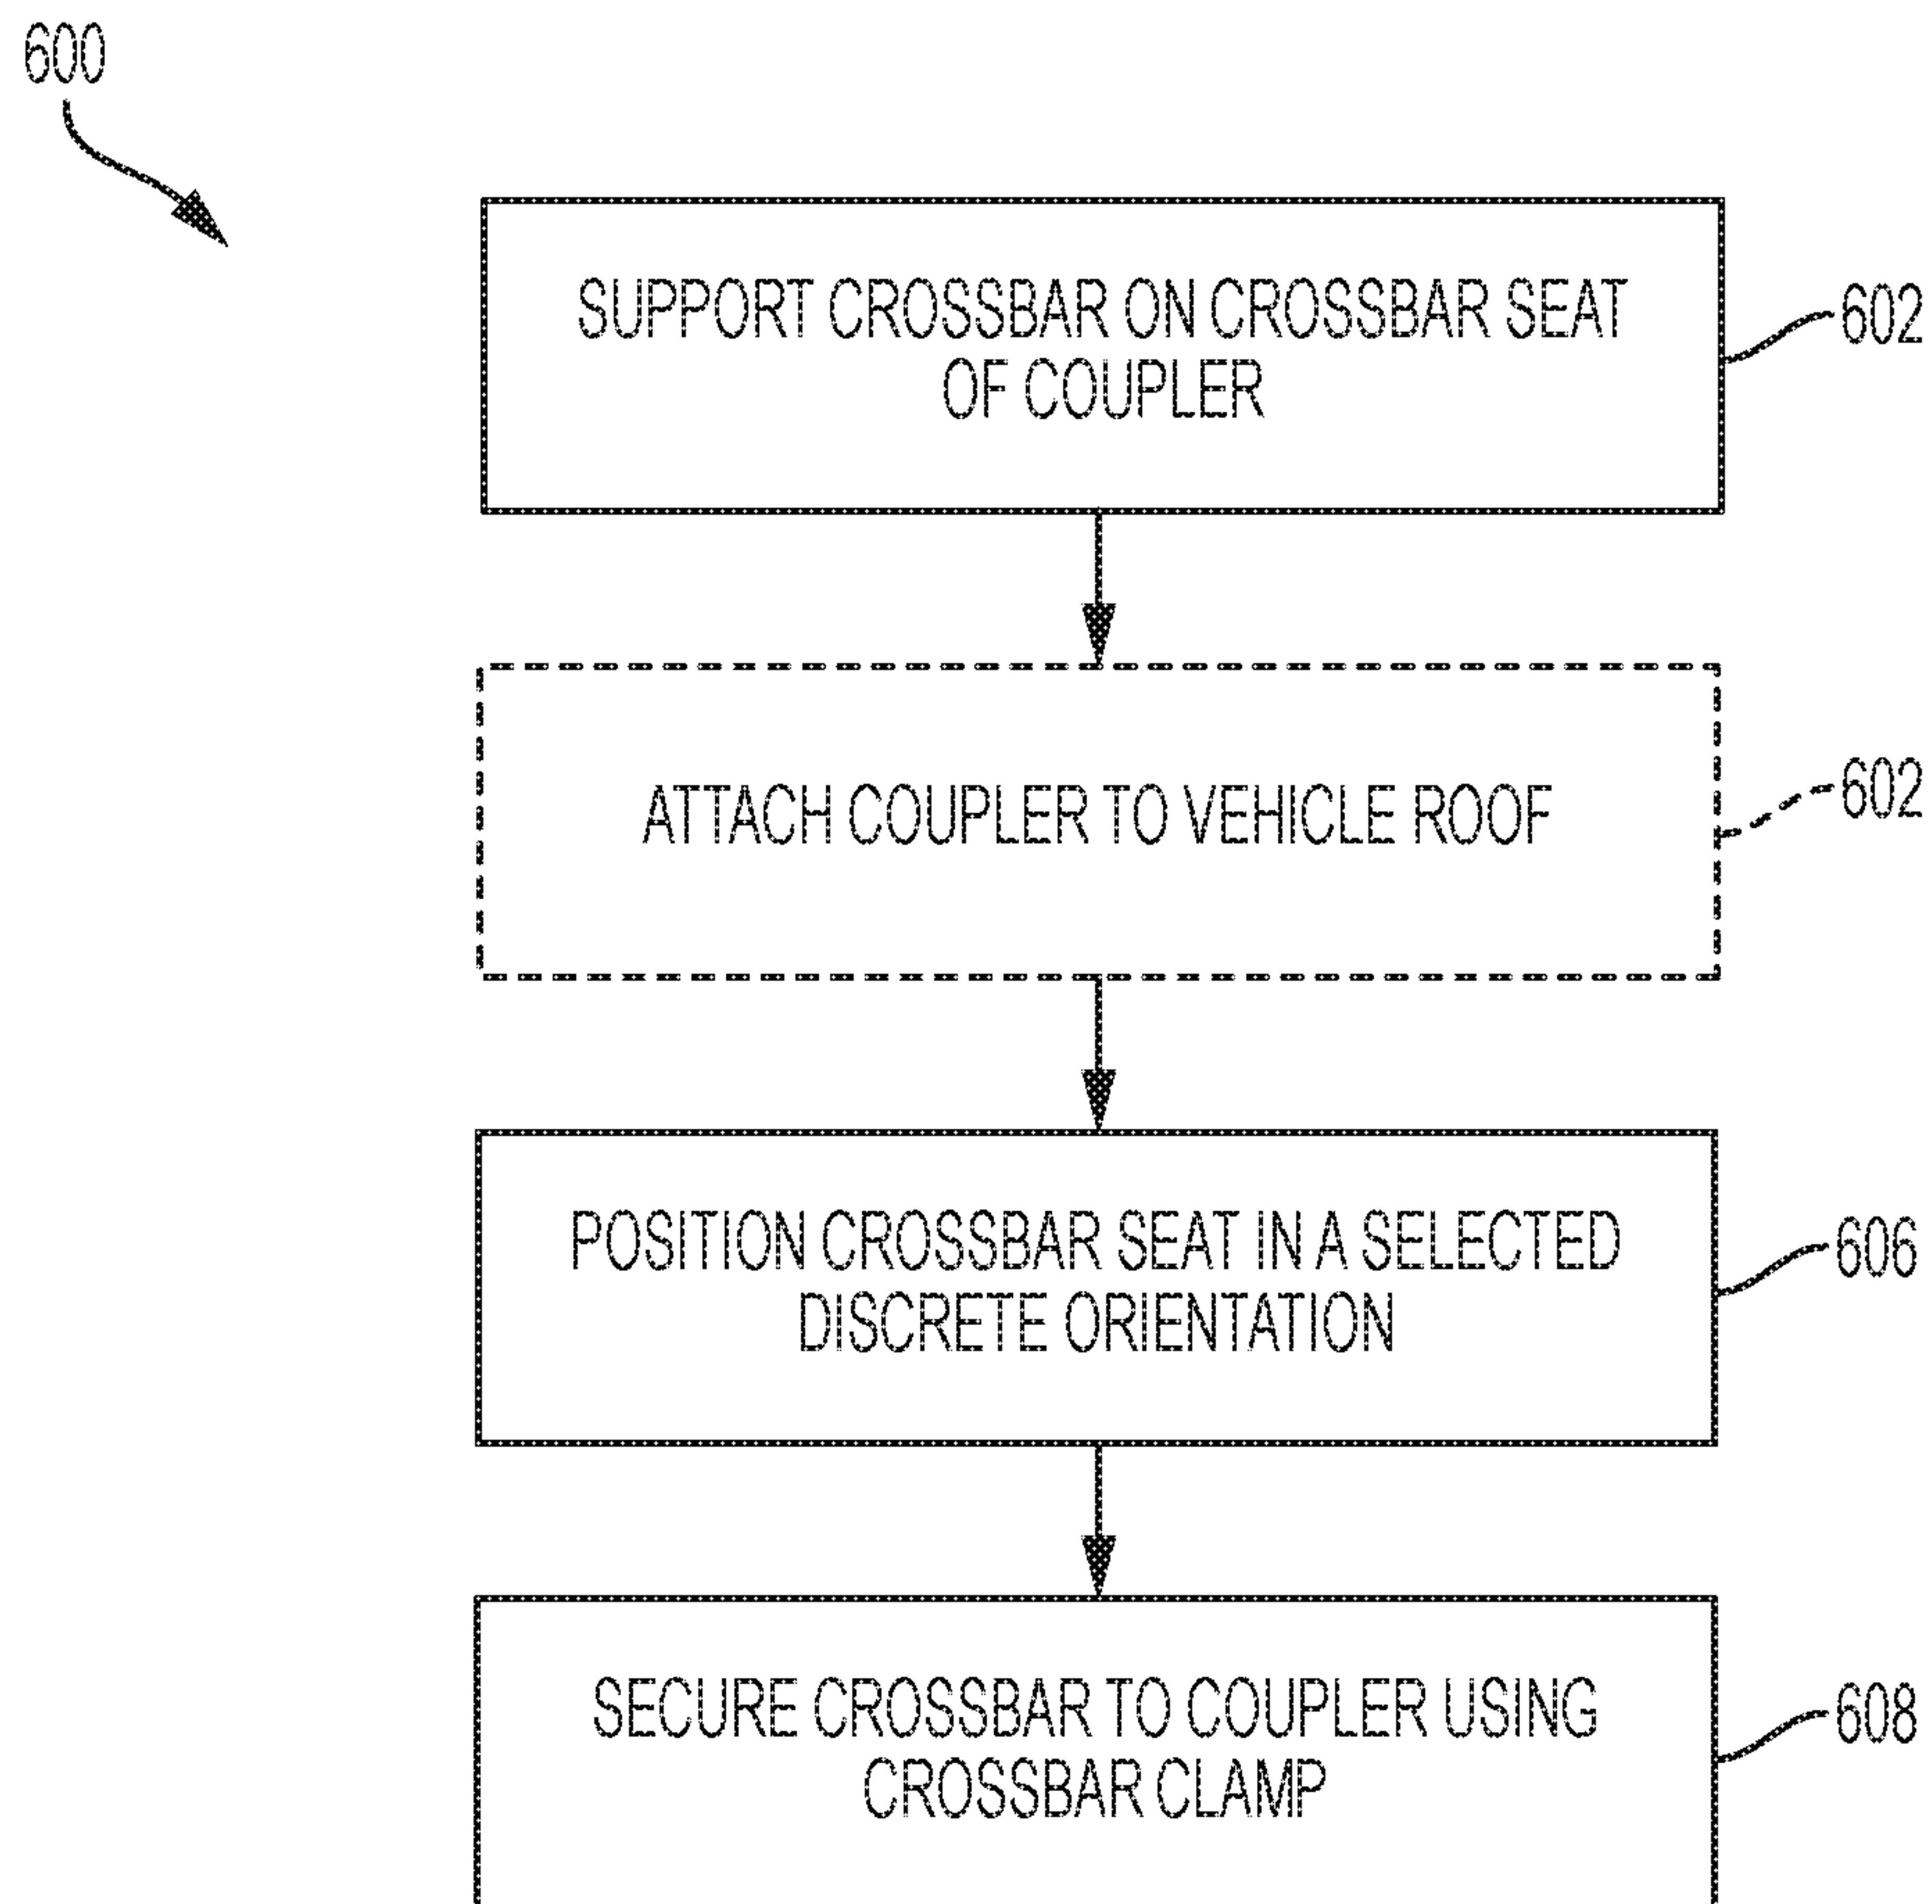 600
SUPPORT CROSSBAR ON CROSSBAR SEAT
OF COUPLER
602
ATTACH COUPLER TO VEHICLE ROOF
602
POSITION CROSSBAR SEAT IN A SELECTED
DISCRETE ORIENTATION
606
SECURE CROSSBAR TO COUPLER USING
CROSSBAR CLAMP
608